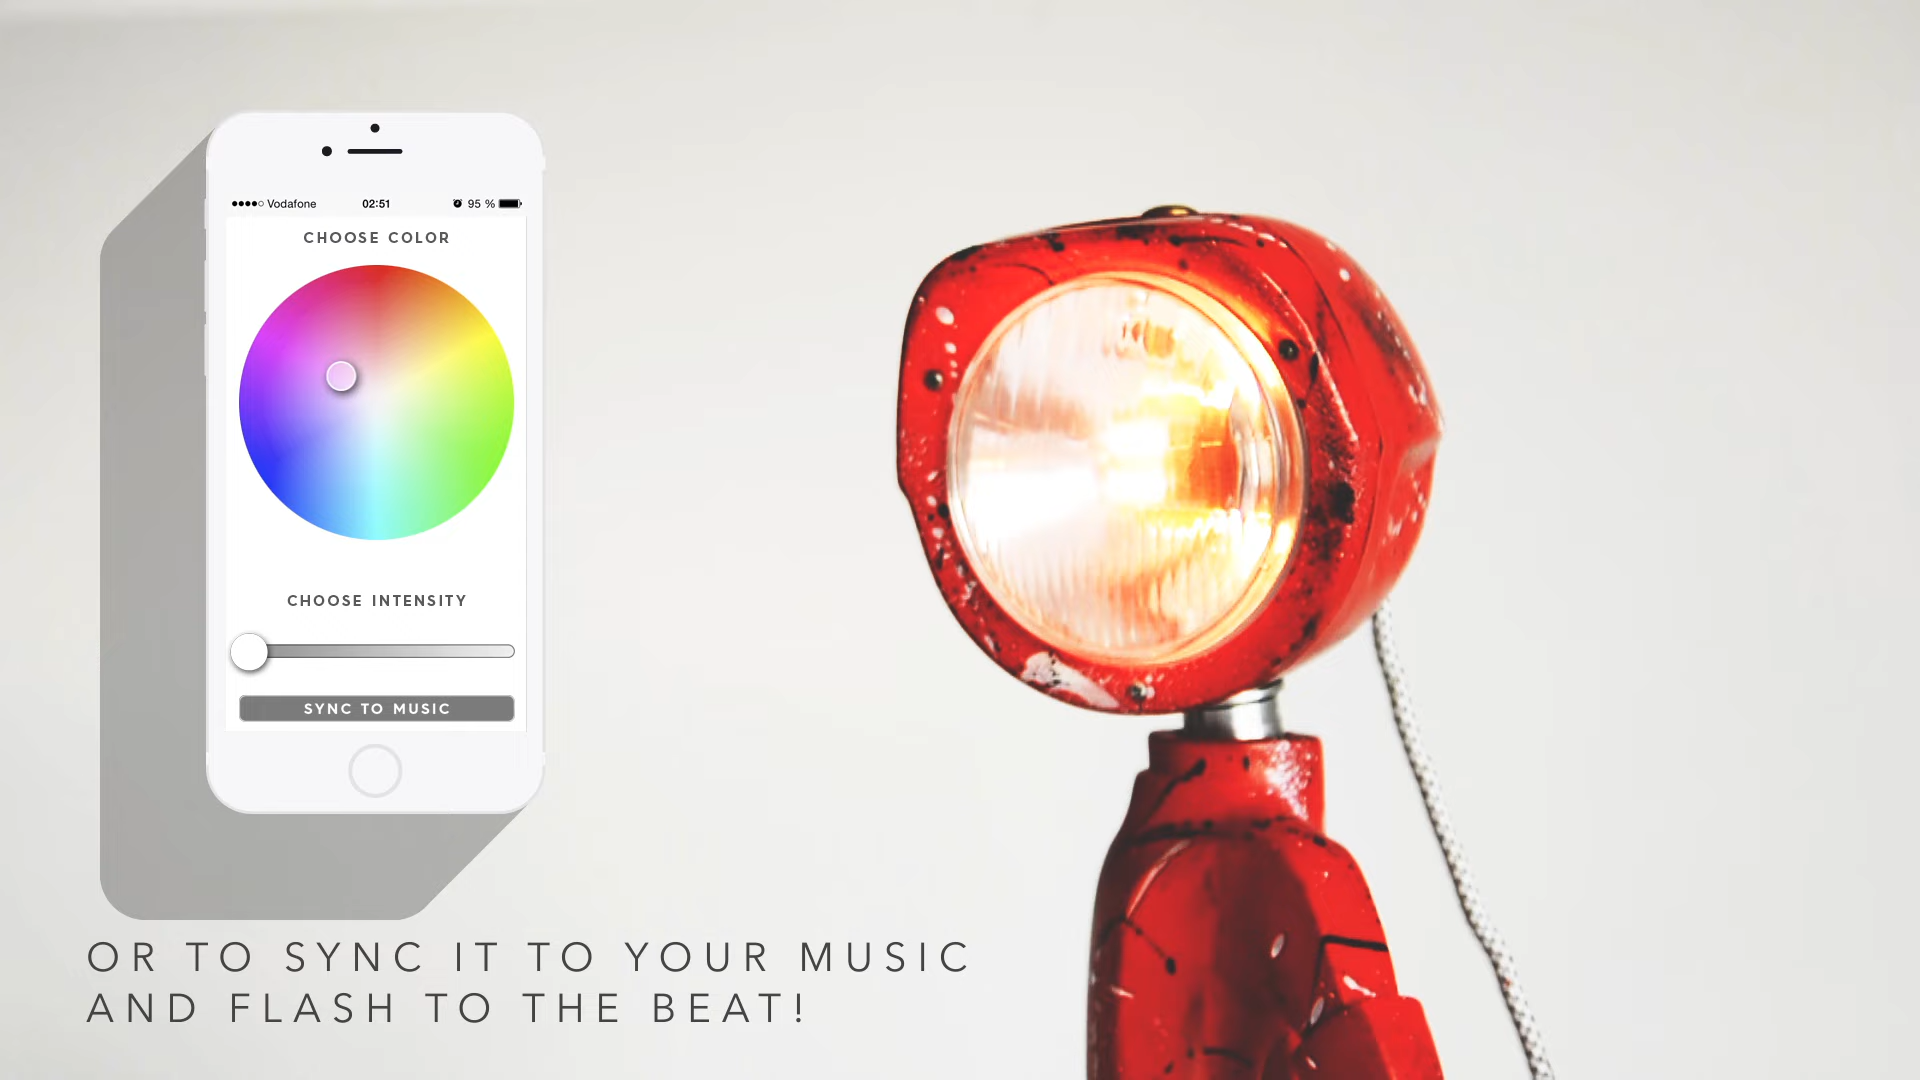 Vodafone 02:51 95 %
CHOOSE COLOR
CHOOSE INTENSITY
SYNC TO MUSIC
OR TO SYNC IT TO YOUR MUSIC
AND FLASH TO THE BEAT!